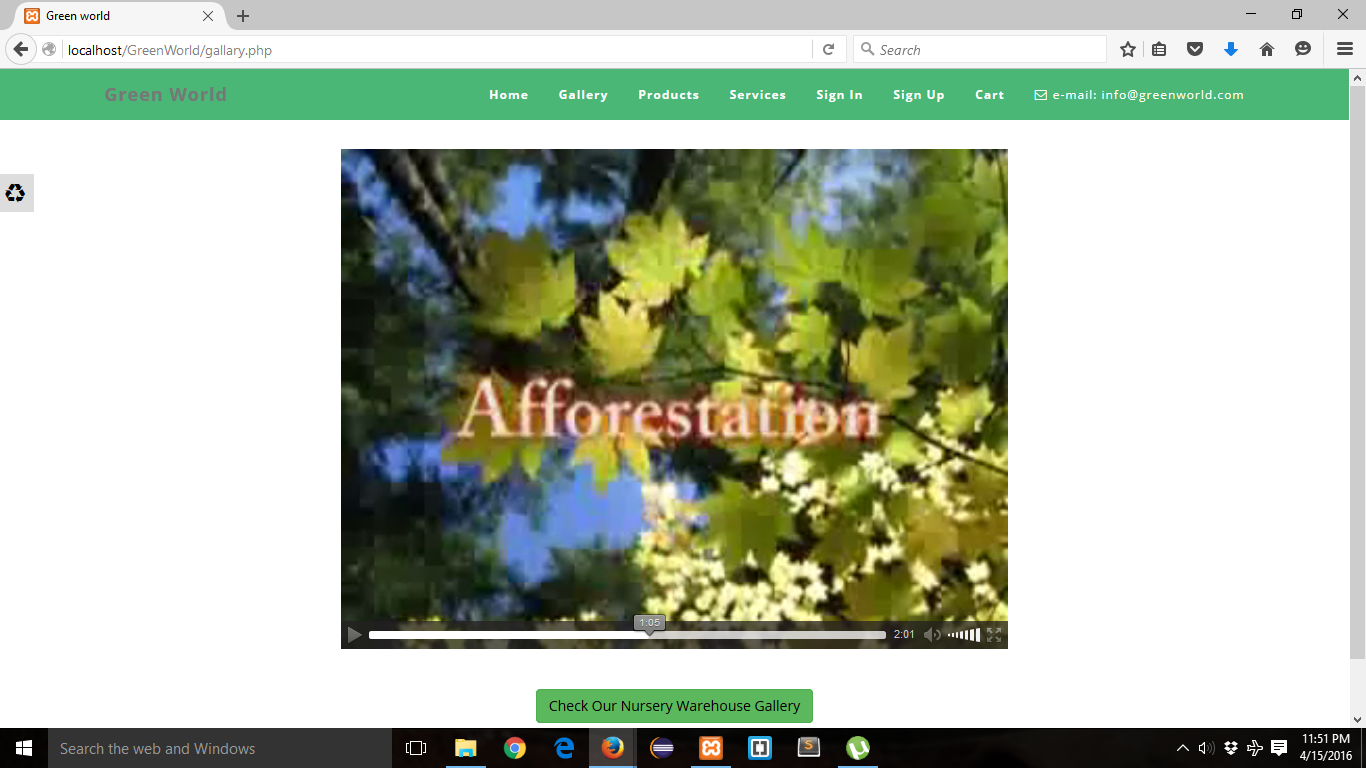 Green world
localhost/GreenWorld/gallary.php
Search
Green World
Home
Gallery
Products
Services
Sign In
Sign Up
Cart
e-mail: info@greenworld.com
Afforestation
1:05
2:01
Check Our Nursery Warehouse Gallery
Search the web and Windows
11:51 PM
4/15/2016